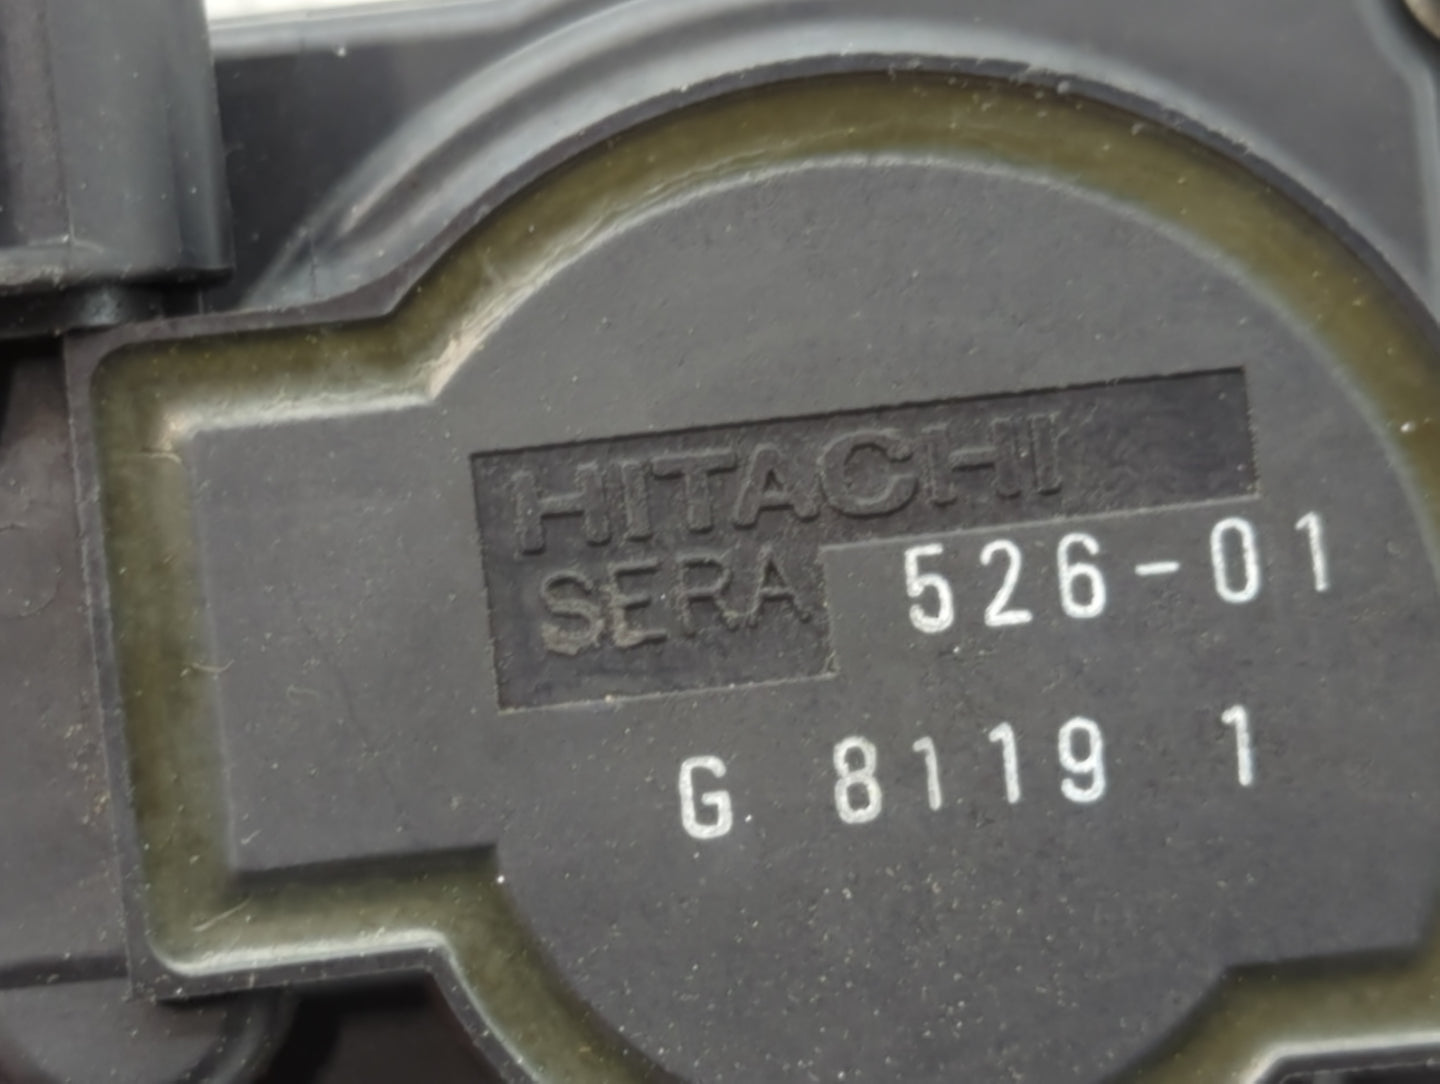 HITACHI
SERA 526-01
G 8119 1